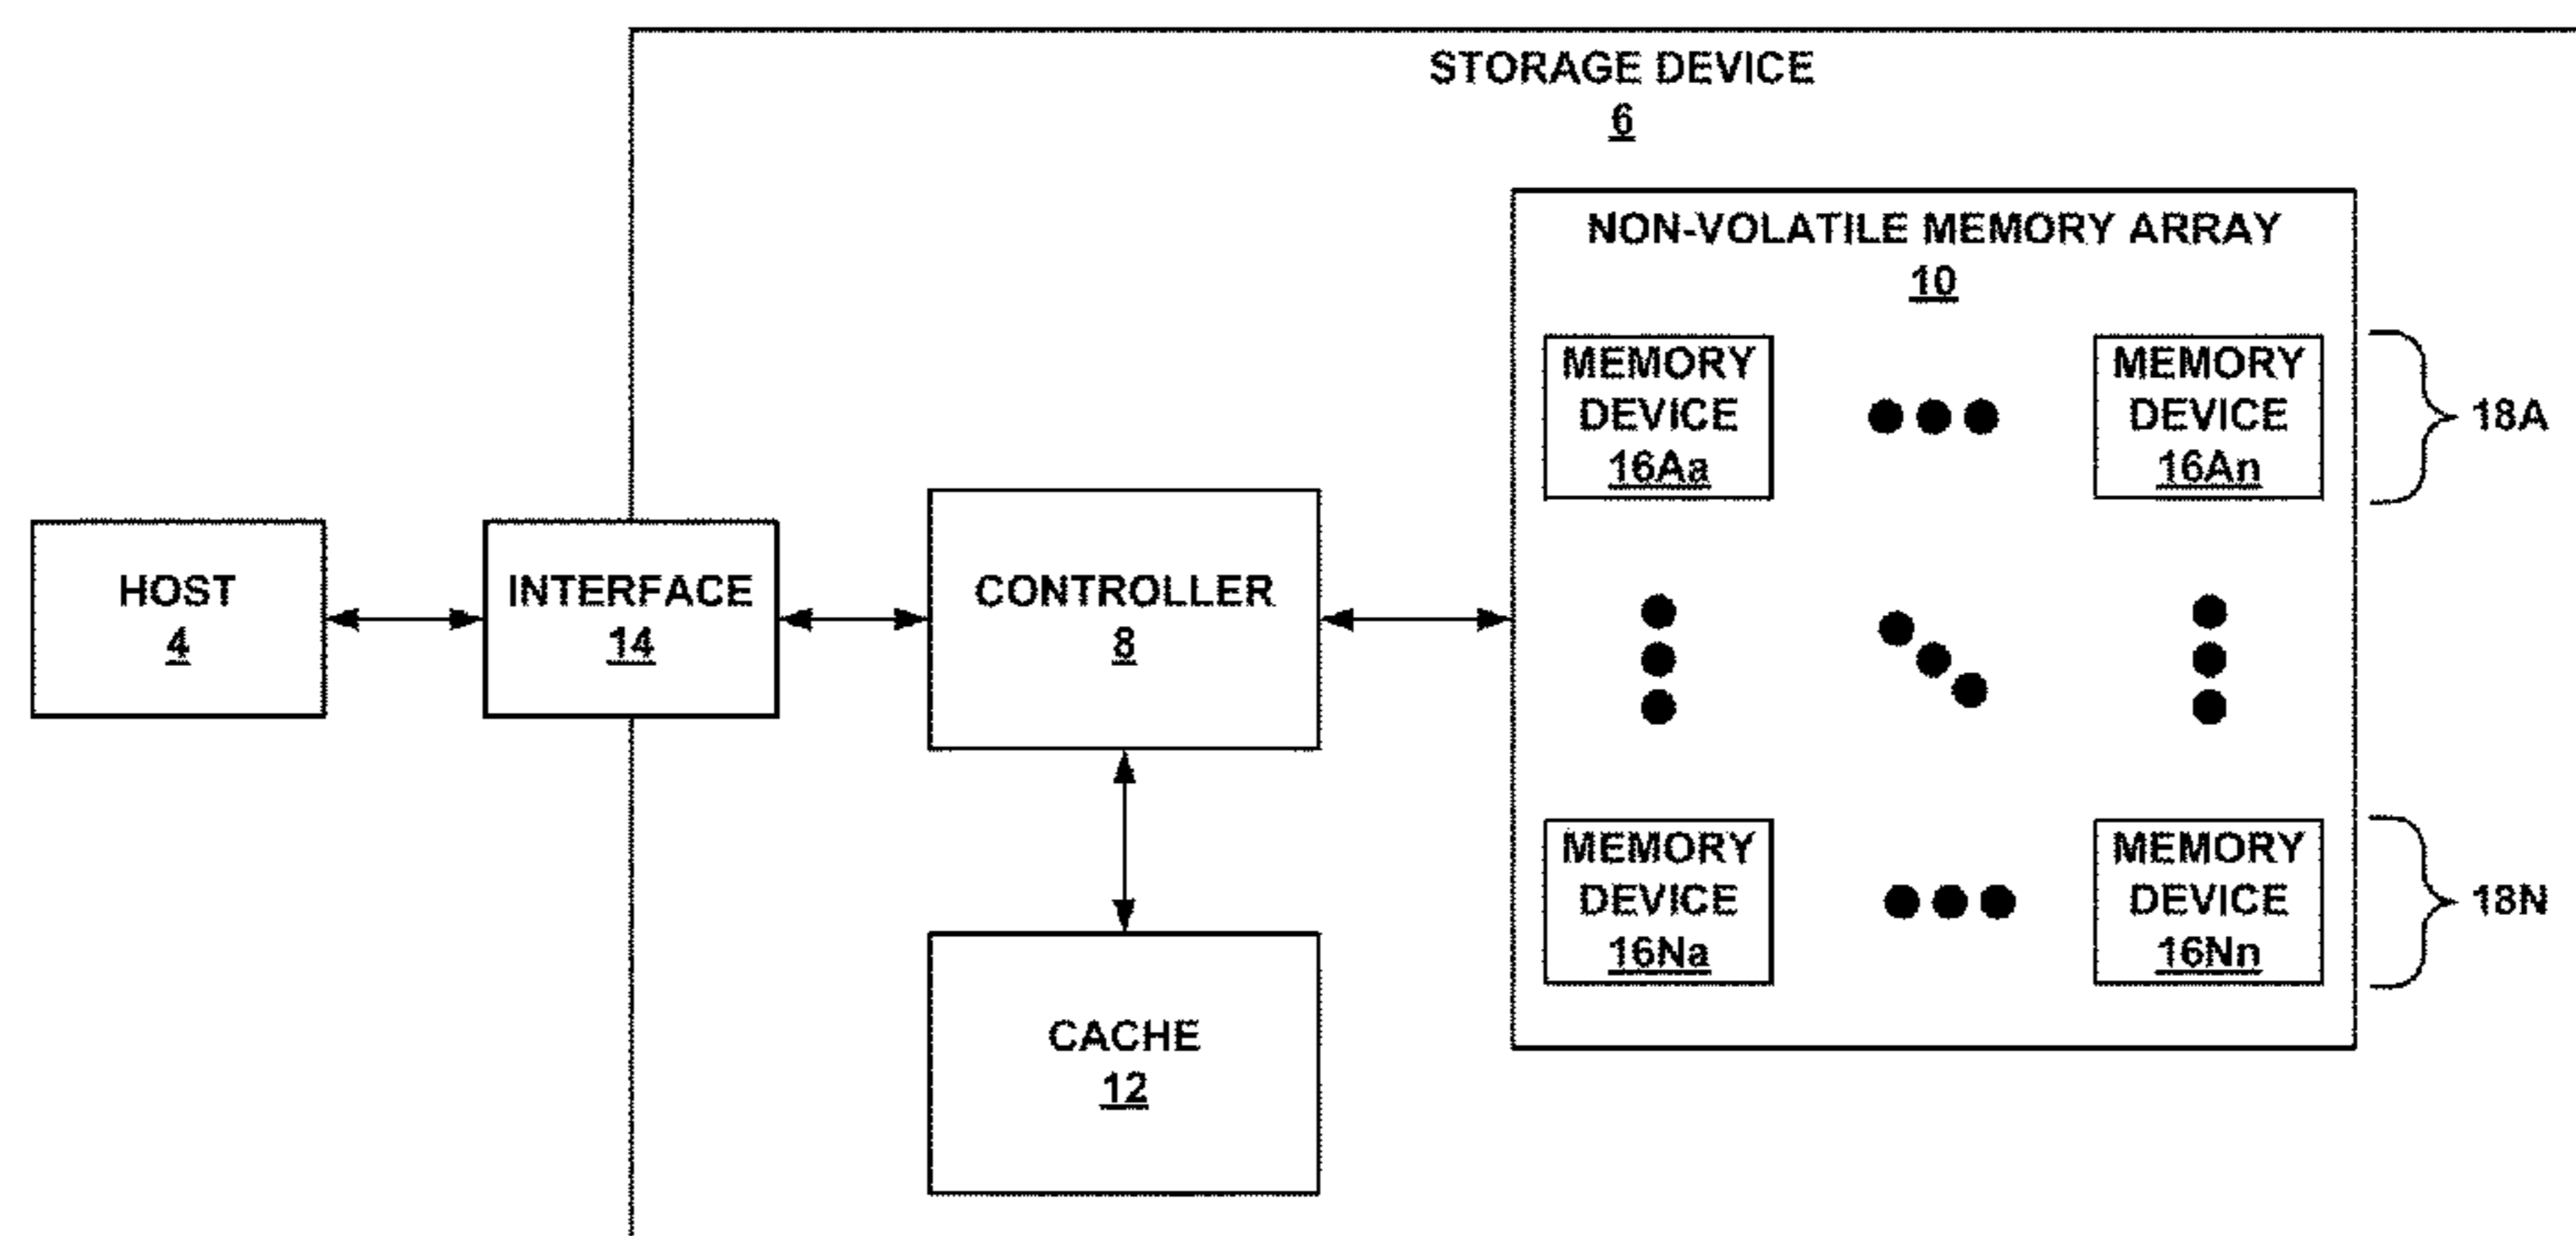 STORAGE DEVICE
6
NON-VOLATILE MEMORY ARRAY
10
MEMORY
DEVICE
16Aa
MEMORY
DEVICE
16An
18A
HOST
4
INTERFACE
14
CONTROLLER
8
MEMORY
DEVICE
16Na
MEMORY
DEVICE
16Nn
18N
CACHE
12